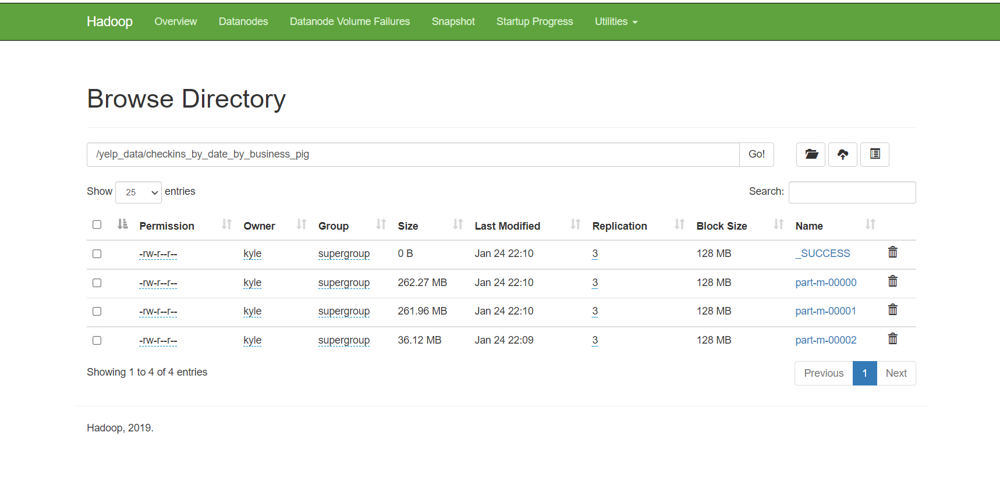 Hadoop Overview Datanodes Datanode Volume Failures Snapshot Startup Progress Utilities
Browse Directory
/yelp_data/checkins_by_date_by_business_pig Go!
Show 25 entries Search:
Permission Owner Group Size Last Modified Replication Block Size Name
-rw-r--r-- kyle supergroup 0 B Jan 24 22:10 3 128 MB _SUCCESS
-rw-r--r-- kyle supergroup 262.27 MB Jan 24 22:10 3 128 MB part-m-00000
-rw-r--r-- kyle supergroup 261.96 MB Jan 24 22:10 3 128 MB part-m-00001
-rw-r--r-- kyle supergroup 36.12 MB Jan 24 22:09 3 128 MB part-m-00002
Showing 1 to 4 of 4 entries Previous 1 Next
Hadoop, 2019.